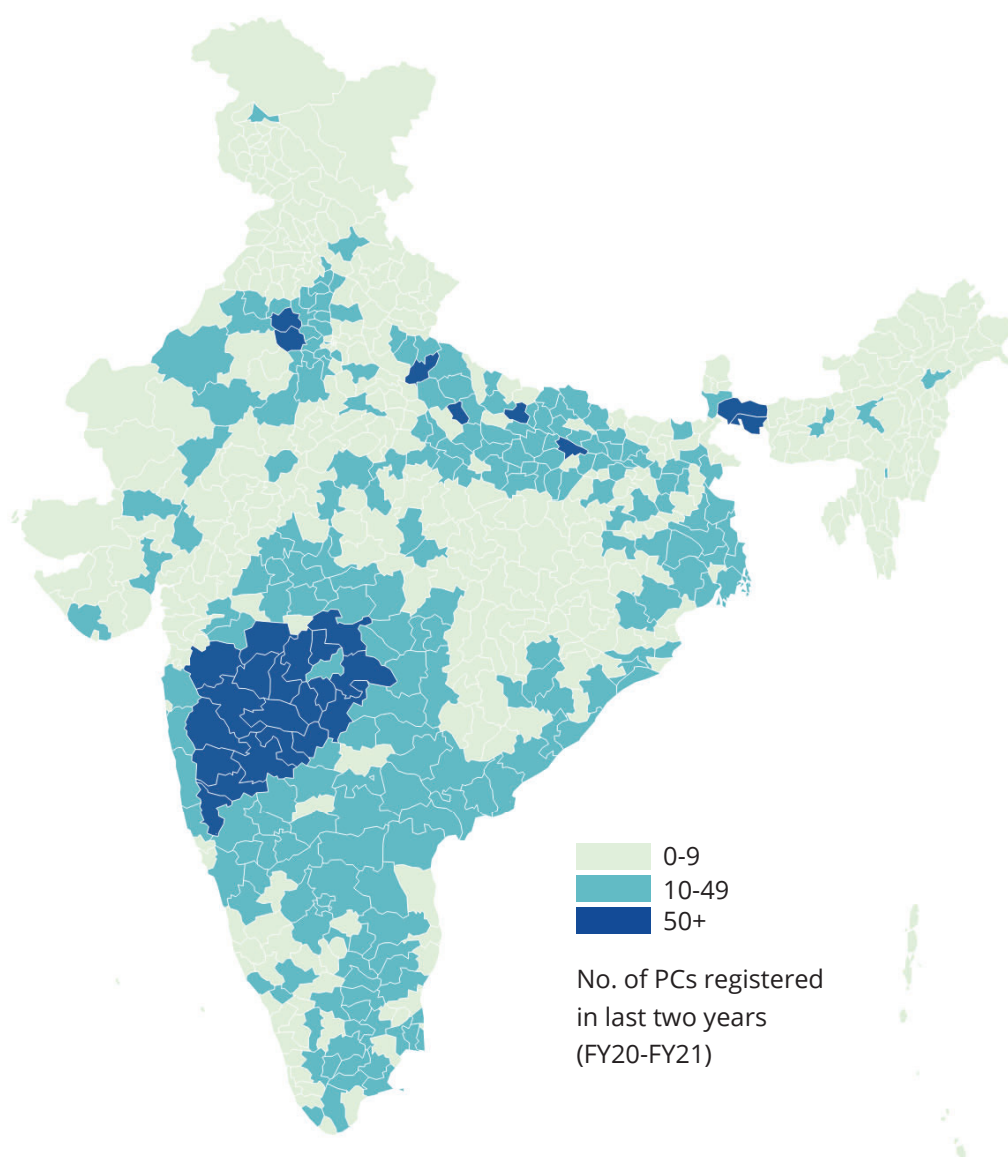 0-9
10-49
50+
No. of PCs registered
in last two years
(FY20-FY21)